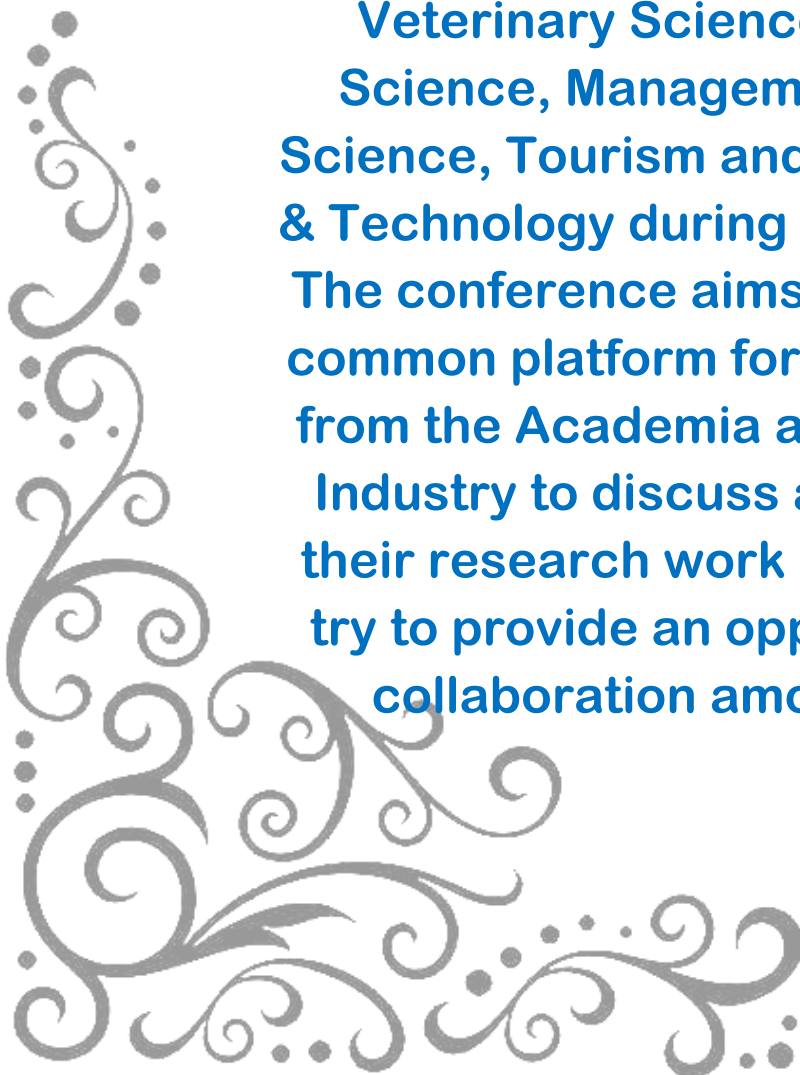 Veterinary Scienc
Science, Managem
Science, Tourism and
& Technology during
The conference aims
common platform for
from the Academia a
Industry to discuss a
their research work
try to provide an opp
collaboration amo